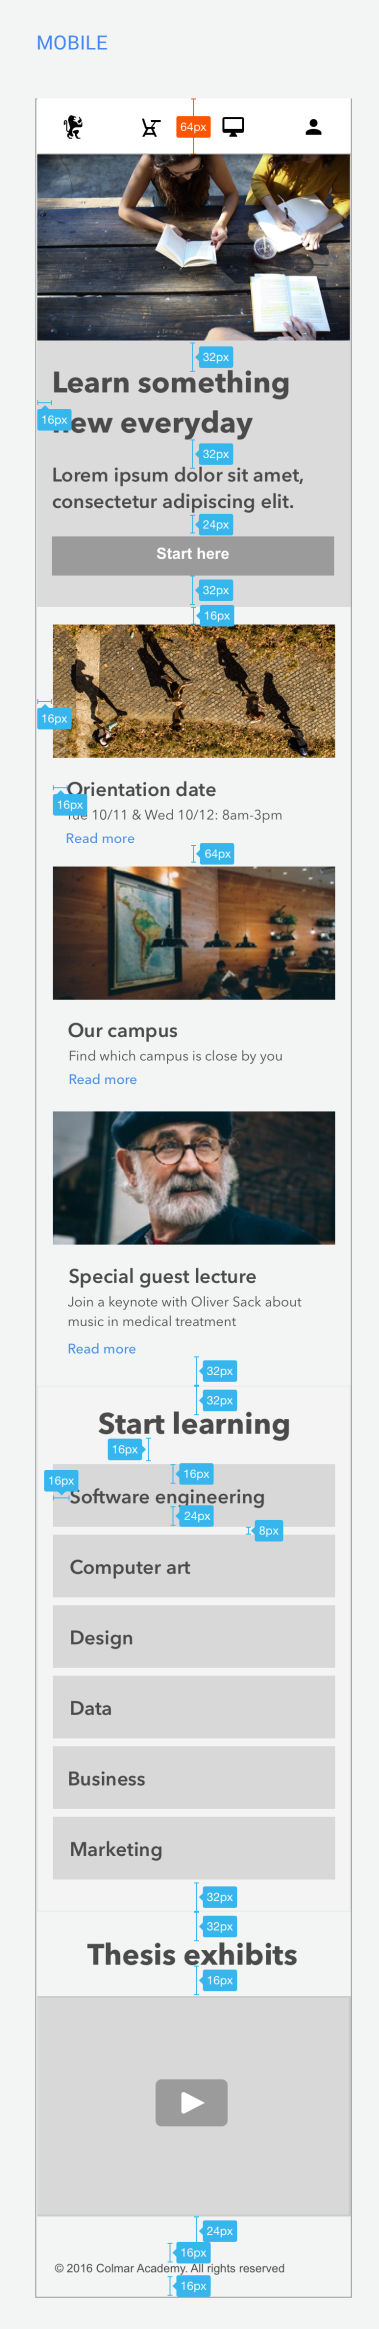 MOBILE
64px
32px
Learn something
16px
new everyday
32px
Lorem ipsum dolor sit amet,
consectetur adipiscing elit.
24px
Start here
32px
16px
16px
Orientation date
16px
Tue 10/11 & Wed 10/12: 8am-3pm
Read more
64px
Our campus
Find which campus is close by you
Read more
Special guest lecture
Join a keynote with Oliver Sack about
music in medical treatment
Read more
32px
32px
Start learning
16px
16px
16px
Software engineering
24px
8px
Computer art
Design
Data
Business
Marketing
32px
32px
Thesis exhibits
16px
24px
16px
© 2016 Colmar Academy. All rights reserved
16px